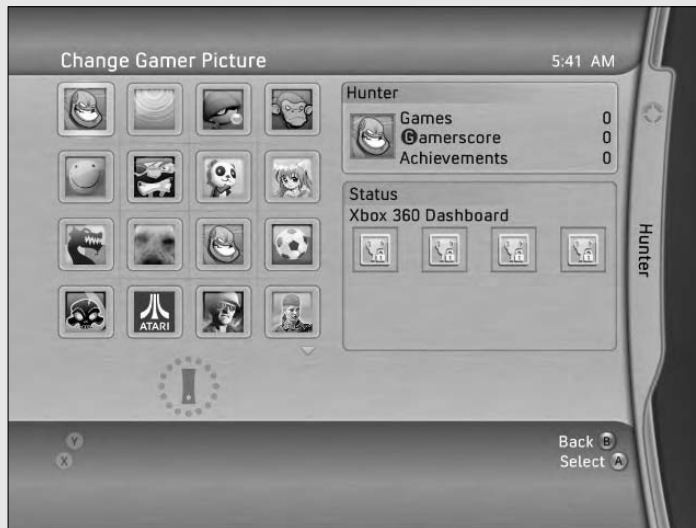 Change Gamer Picture
5:41 AM
Hunter
Games 0
Gamerscore 0
Achievements 0
Status
Xbox 360 Dashboard
Hunter
ATARI
Y
X
Back B
Select A